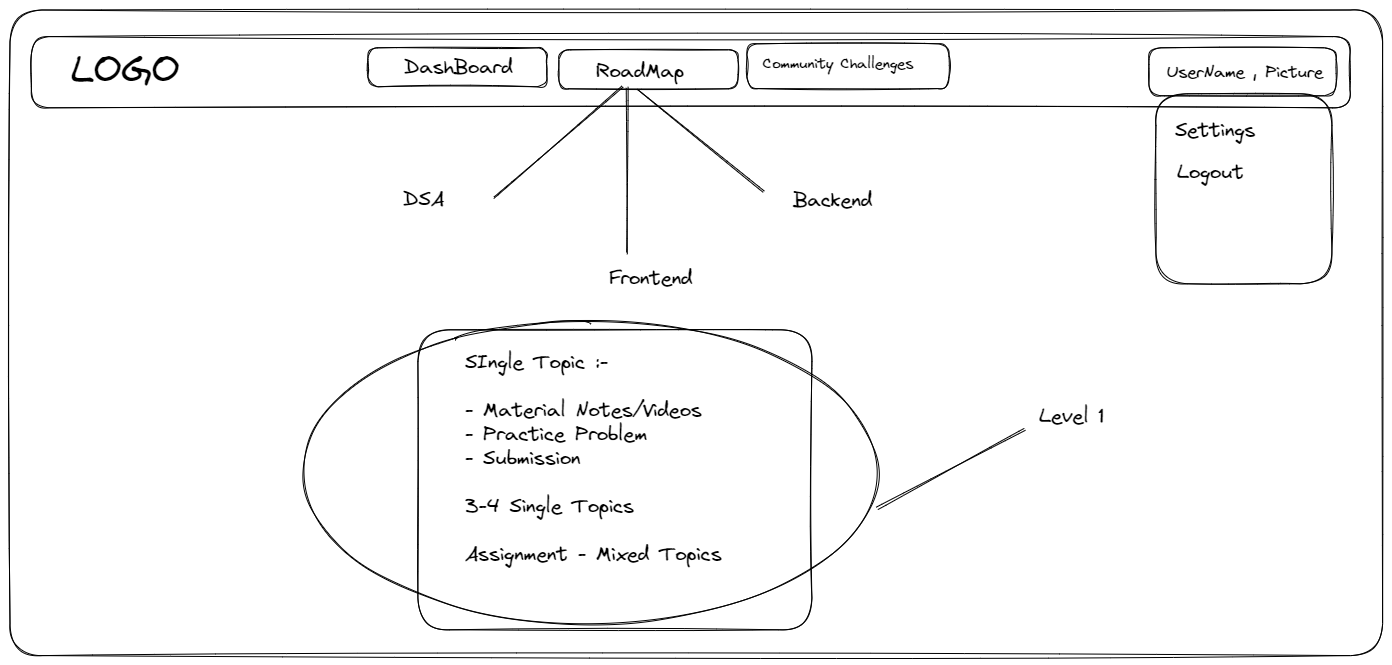 LOGO
DashBoard
RoadMap
Community Challenges
UserName , Picture
Settings
Logout
DSA
Backend
Frontend
SIngle Topic :-
- Material Notes/Videos
- Practice Problem
- Submission
3-4 Single Topics
Assignment - Mixed Topics
Level 1